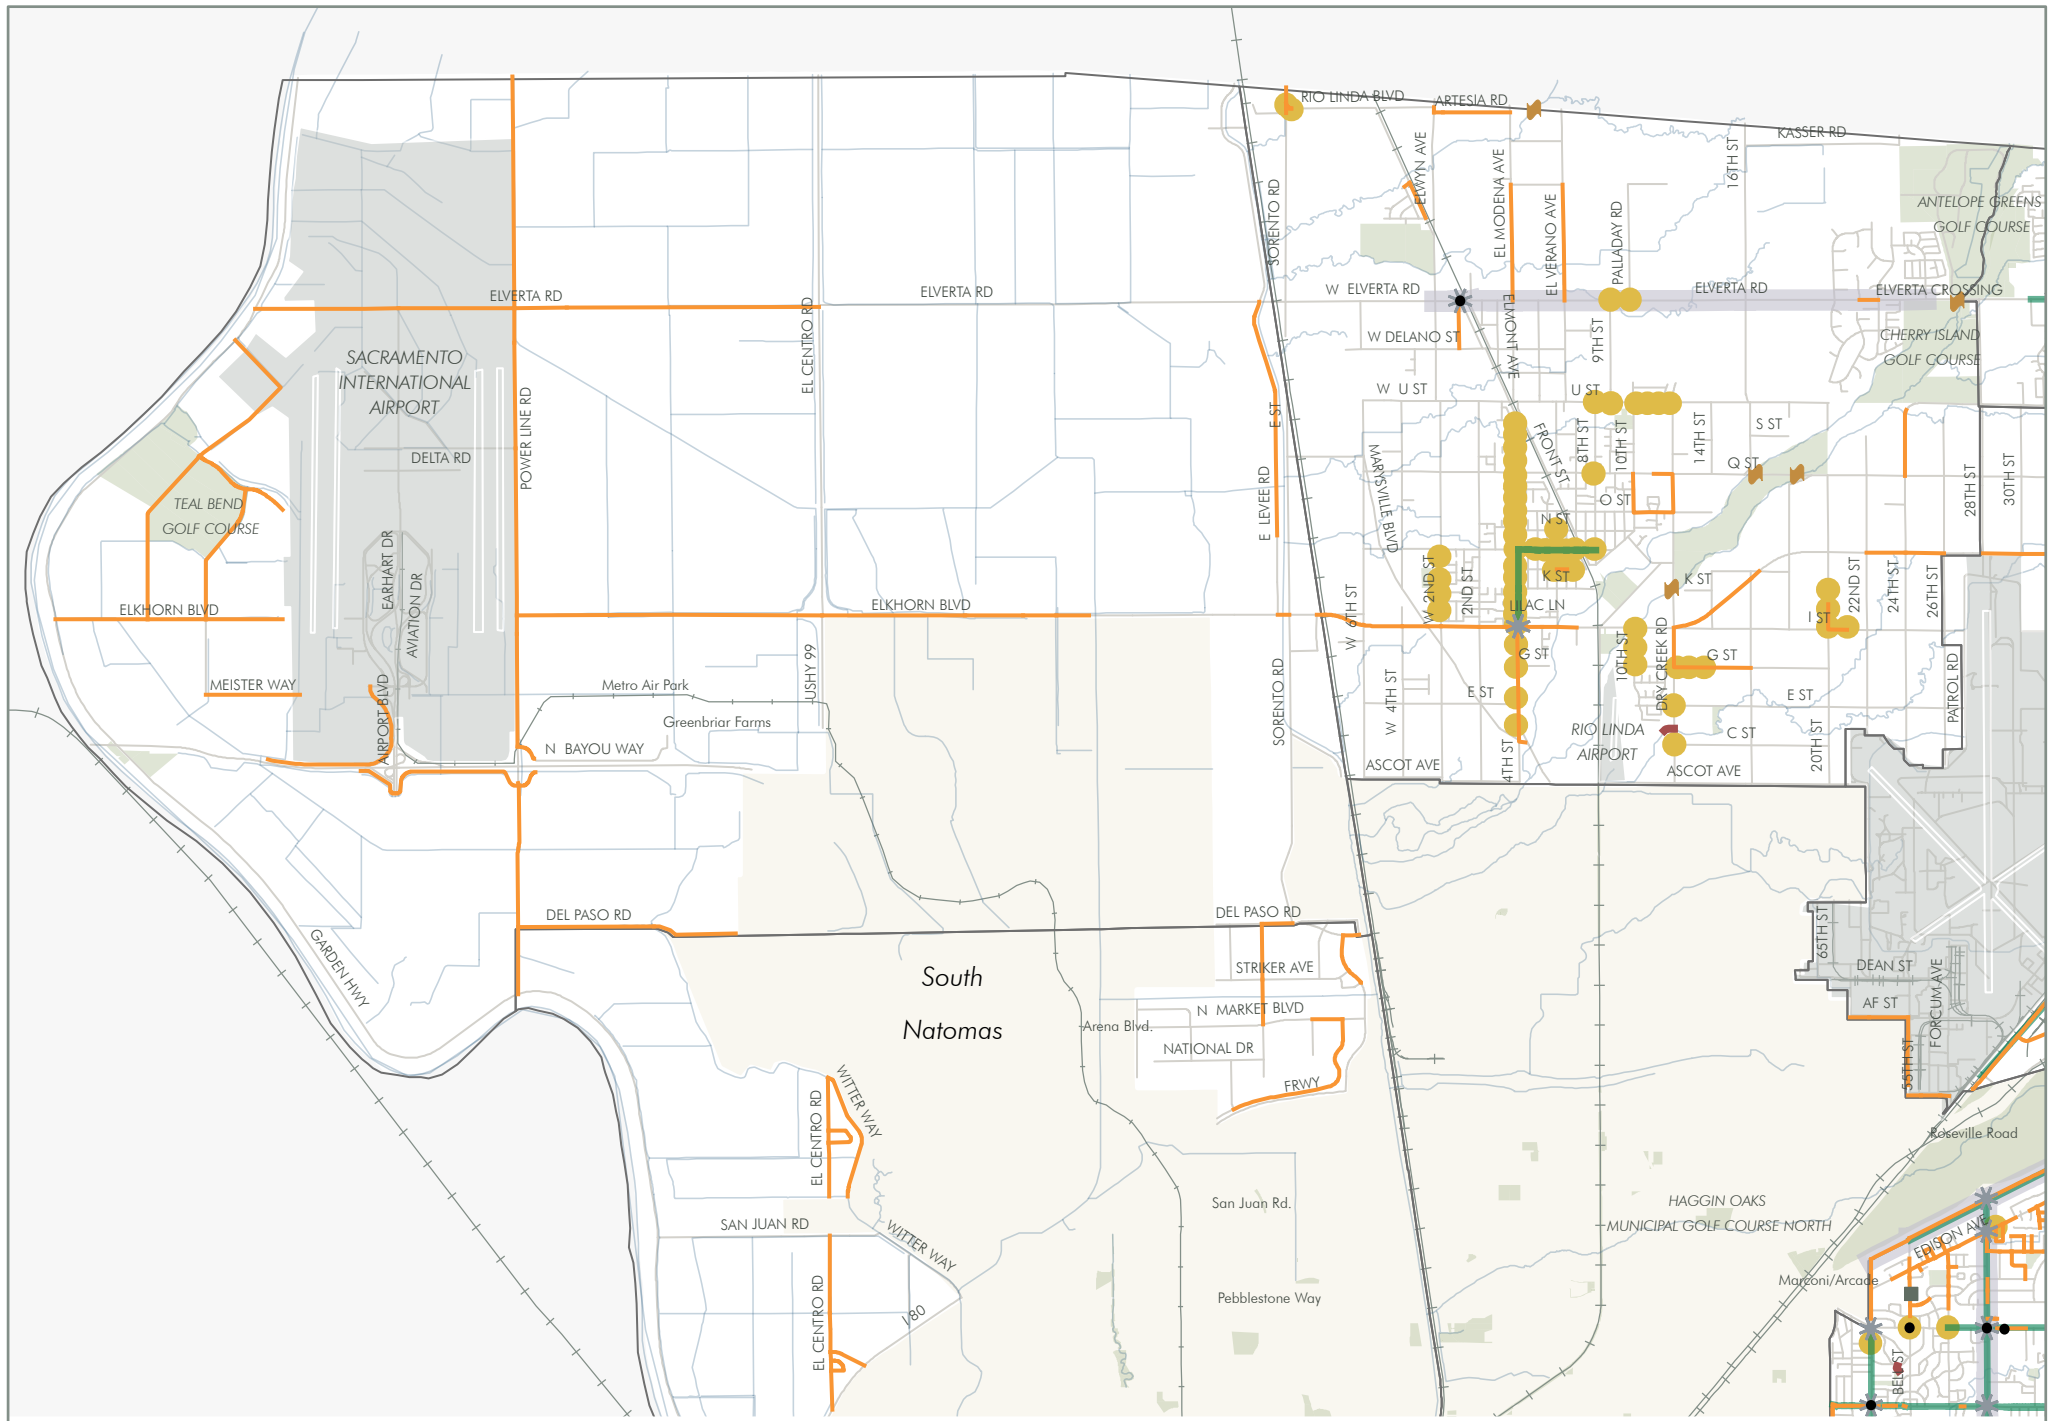 RIO LINDA BLVD
ARTESIA RD
KASSER RD
ELWYN AVE
EL MODENA AVE
16TH ST
SORENTO RD
EL VERANO AVE
PALLADAY RD
ANTELOPE GREENS
GOLF COURSE
ELVERTA RD
ELVERTA RD
W ELVERTA RD
ELVERTA RD
ELVERTA CROSSING
EL CENTRO RD
W DELANO ST
ELMONT AVE
9TH ST
CHERRY ISLAND
GOLF COURSE
SACRAMENTO
INTERNATIONAL
AIRPORT
POWER LINE RD
W U ST
U ST
E ST
FRONT ST
8TH ST
10TH ST
14TH ST
S ST
DELTA RD
MARYSVILLE BLVD
Q ST
28TH ST
30TH ST
TEAL BEND
GOLF COURSE
E LEVEE RD
O ST
N ST
EARHART DR
AVIATION DR
W 2ND ST
2ND ST
K ST
K ST
22ND ST
24TH ST
26TH ST
ELKHORN BLVD
ELKHORN BLVD
W 6TH ST
LILAC LN
I ST
USHY 99
G ST
10TH ST
DRY CREEK RD
G ST
PATROL RD
MEISTER WAY
Metro Air Park
SORENTO RD
W 4TH ST
E ST
E ST
AIRPORT BLVD
Greenbriar Farms
N BAYOU WAY
RIO LINDA
AIRPORT
C ST
20TH ST
4TH ST
ASCOT AVE
ASCOT AVE
DEL PASO RD
DEL PASO RD
65TH ST
GARDEN HWY
South
Natomas
STRIKER AVE
DEAN ST
AF ST
FORCUM AVE
N MARKET BLVD
Arena Blvd.
NATIONAL DR
55TH ST
FRWY
WITTER WAY
EL CENTRO RD
Roseville Road
San Juan Rd.
HAGGIN OAKS
MUNICIPAL GOLF COURSE NORTH
SAN JUAN RD
WITTER WAY
EDISON AVE
Marconi/Arcade
Pebblestone Way
I 80
EL CENTRO RD
BELL ST